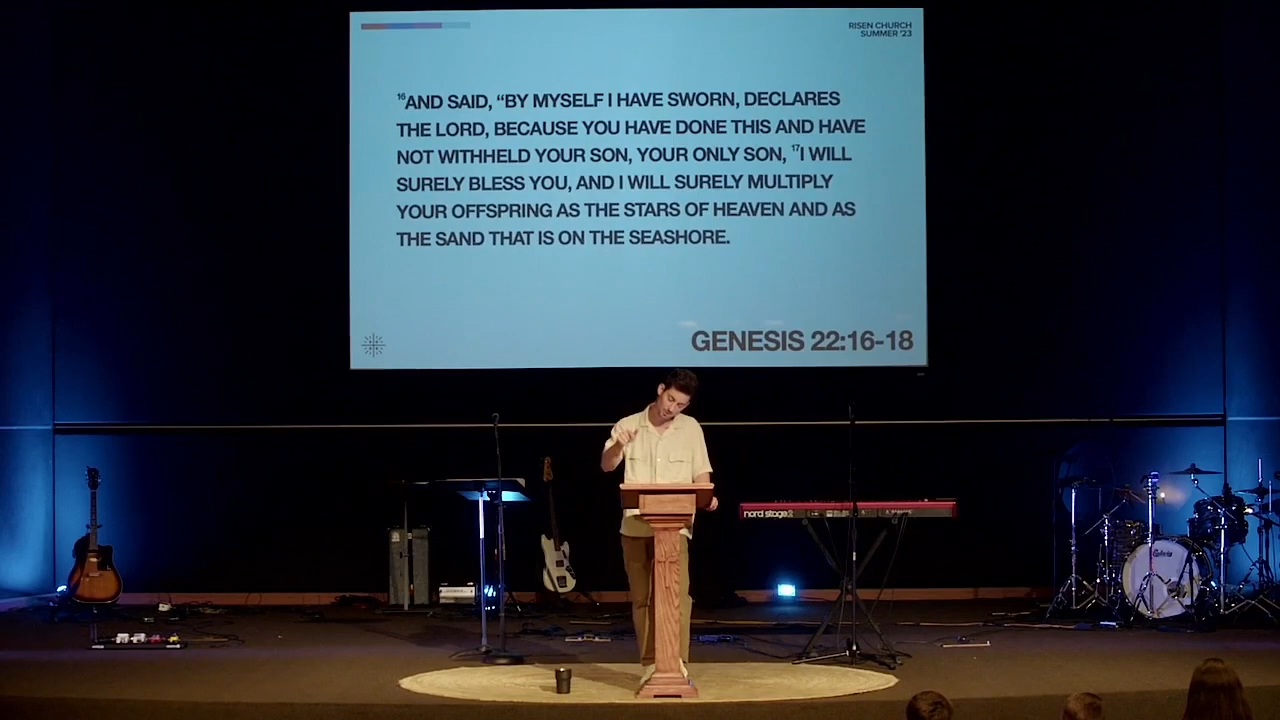 RISEN CHURCH
SUMMER '23
¹⁶AND SAID, “BY MYSELF I HAVE SWORN, DECLARES
THE LORD, BECAUSE YOU HAVE DONE THIS AND HAVE
NOT WITHHELD YOUR SON, YOUR ONLY SON, ¹⁷I WILL
SURELY BLESS YOU, AND I WILL SURELY MULTIPLY
YOUR OFFSPRING AS THE STARS OF HEAVEN AND AS
THE SAND THAT IS ON THE SEASHORE.
GENESIS 22:16-18
nord stage